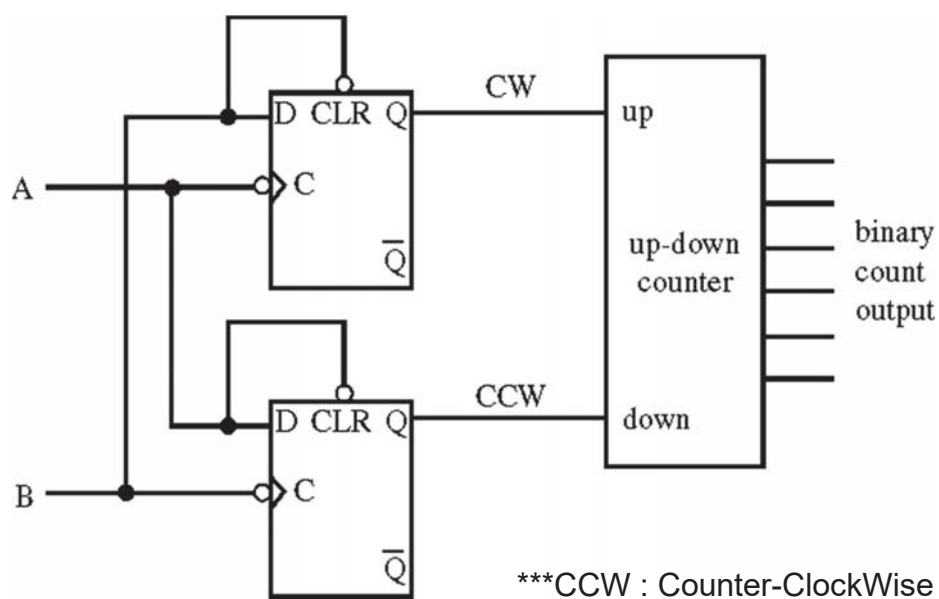 CW
D CLR Q
up
A
C
Q̅
up-down
counter
binary
count
output
CCW
D CLR Q
down
B
C
Q̅
***CCW : Counter-ClockWise